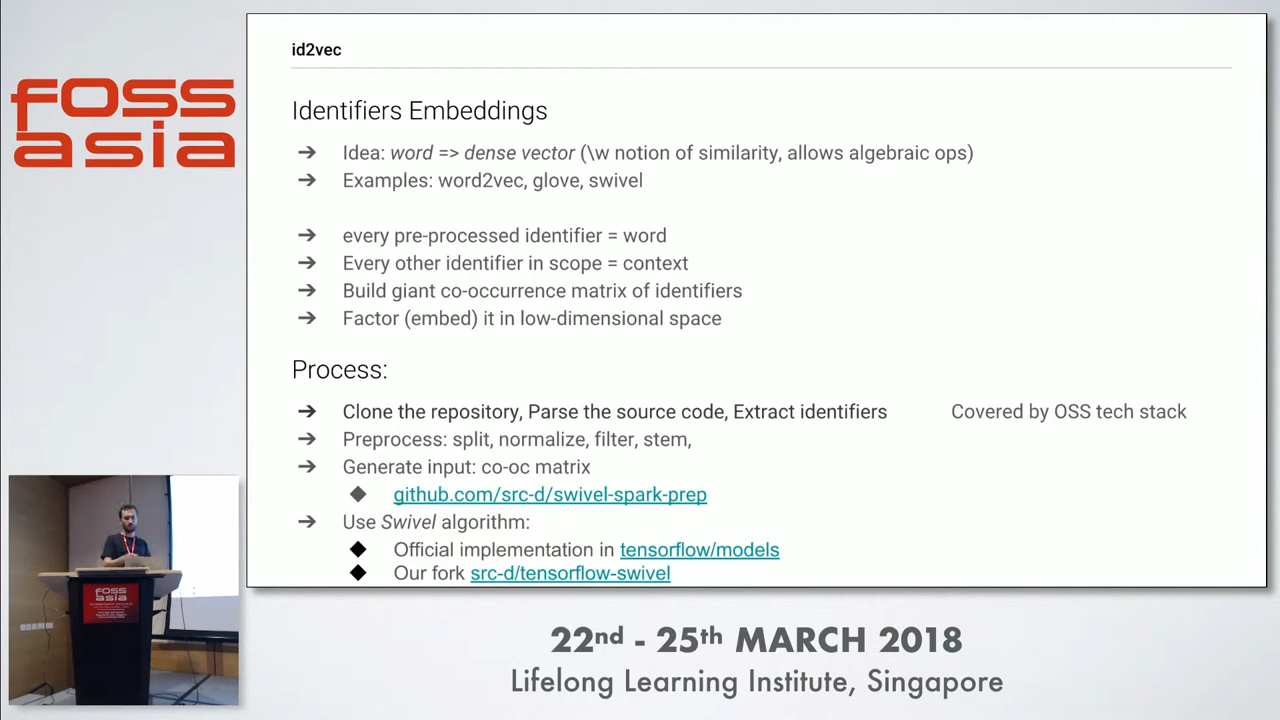 foss
asia
id2vec
Identifiers Embeddings
➔ Idea: word => dense vector (\w notion of similarity, allows algebraic ops)
➔ Examples: word2vec, glove, swivel
➔ every pre-processed identifier = word
➔ Every other identifier in scope = context
➔ Build giant co-occurrence matrix of identifiers
➔ Factor (embed) it in low-dimensional space
Process:
➔ Clone the repository, Parse the source code, Extract identifiers Covered by OSS tech stack
➔ Preprocess: split, normalize, filter, stem,
➔ Generate input: co-oc matrix
◆ github.com/src-d/swivel-spark-prep
➔ Use Swivel algorithm:
◆ Official implementation in tensorflow/models
◆ Our fork src-d/tensorflow-swivel
foss
asia
22nd - 25th MARCH 2018
Lifelong Learning Institute, Singapore